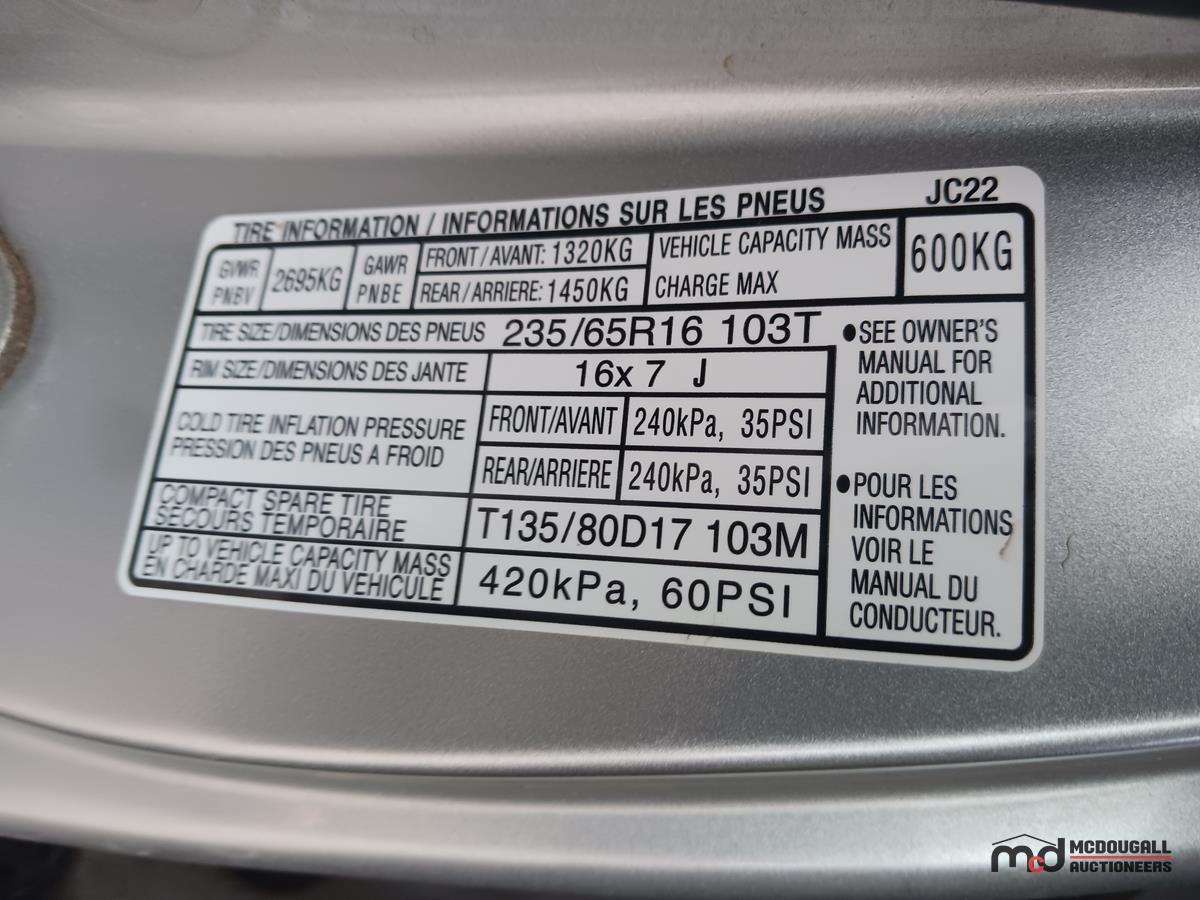 TIRE INFORMATION / INFORMATIONS SUR LES PNEUS JC22
GVWR
PNBV
2695KG
GAWR
PNBE
FRONT / AVANT: 1320KG
REAR / ARRIERE: 1450KG
VEHICLE CAPACITY MASS
CHARGE MAX
600KG
TIRE SIZE/DIMENSIONS DES PNEUS 235/65R16 103T
RIM SIZE/DIMENSIONS DES JANTE 16x 7 J
COLD TIRE INFLATION PRESSURE
PRESSION DES PNEUS A FROID
FRONT/AVANT 240kPa, 35PSI
REAR/ARRIERE 240kPa, 35PSI
COMPACT SPARE TIRE
SECOURS TEMPORAIRE
T135/80D17 103M
UP TO VEHICLE CAPACITY MASS
EN CHARGE MAXI DU VEHICULE
420kPa, 60PSI
●SEE OWNER'S
MANUAL FOR
ADDITIONAL
INFORMATION.
●POUR LES
INFORMATIONS
VOIR LE
MANUAL DU
CONDUCTEUR.
mcd MCDOUGALL
AUCTIONEERS